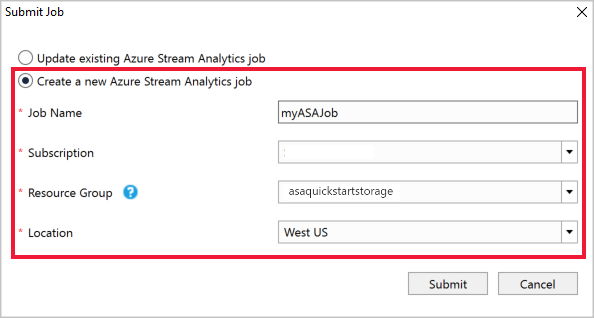 Submit Job
Update existing Azure Stream Analytics job
Create a new Azure Stream Analytics job
* Job Name myASAJob
* Subscription
* Resource Group ? asaquickstartstorage
* Location West US
Submit Cancel